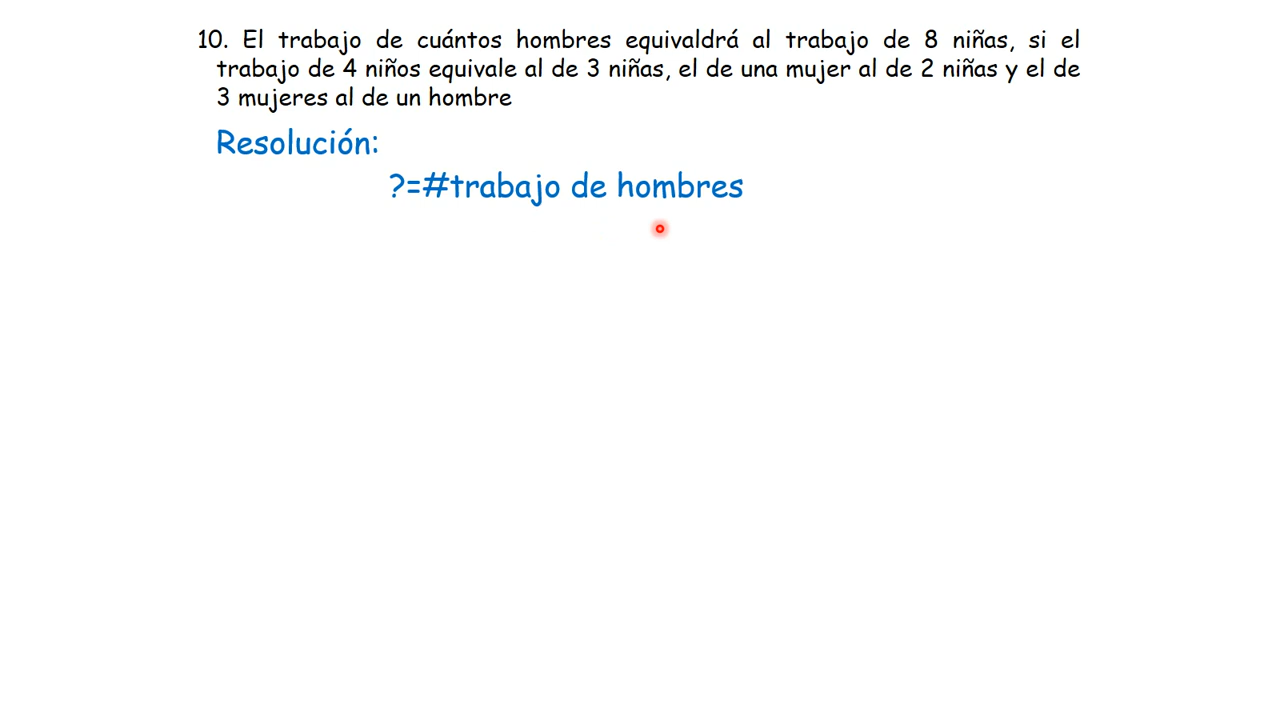 10. El trabajo de cuántos hombres equivaldrá al trabajo de 8 niñas, si el
trabajo de 4 niños equivale al de 3 niñas, el de una mujer al de 2 niñas y el de
3 mujeres al de un hombre
Resolución:
?=#trabajo de hombres